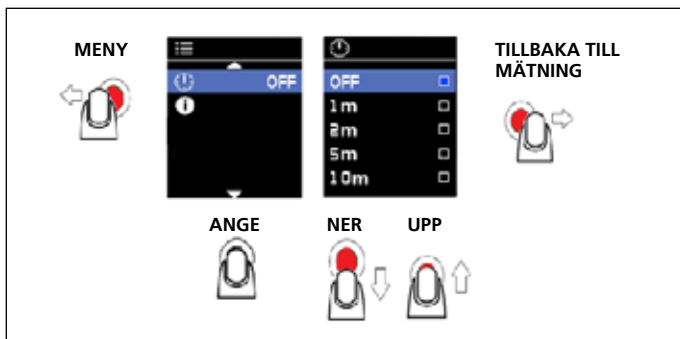 MENY
OFF
OFF
1m
2m
5m
10m
TILLBAKA TILL
MÄTNING
ANGE
NER
UPP